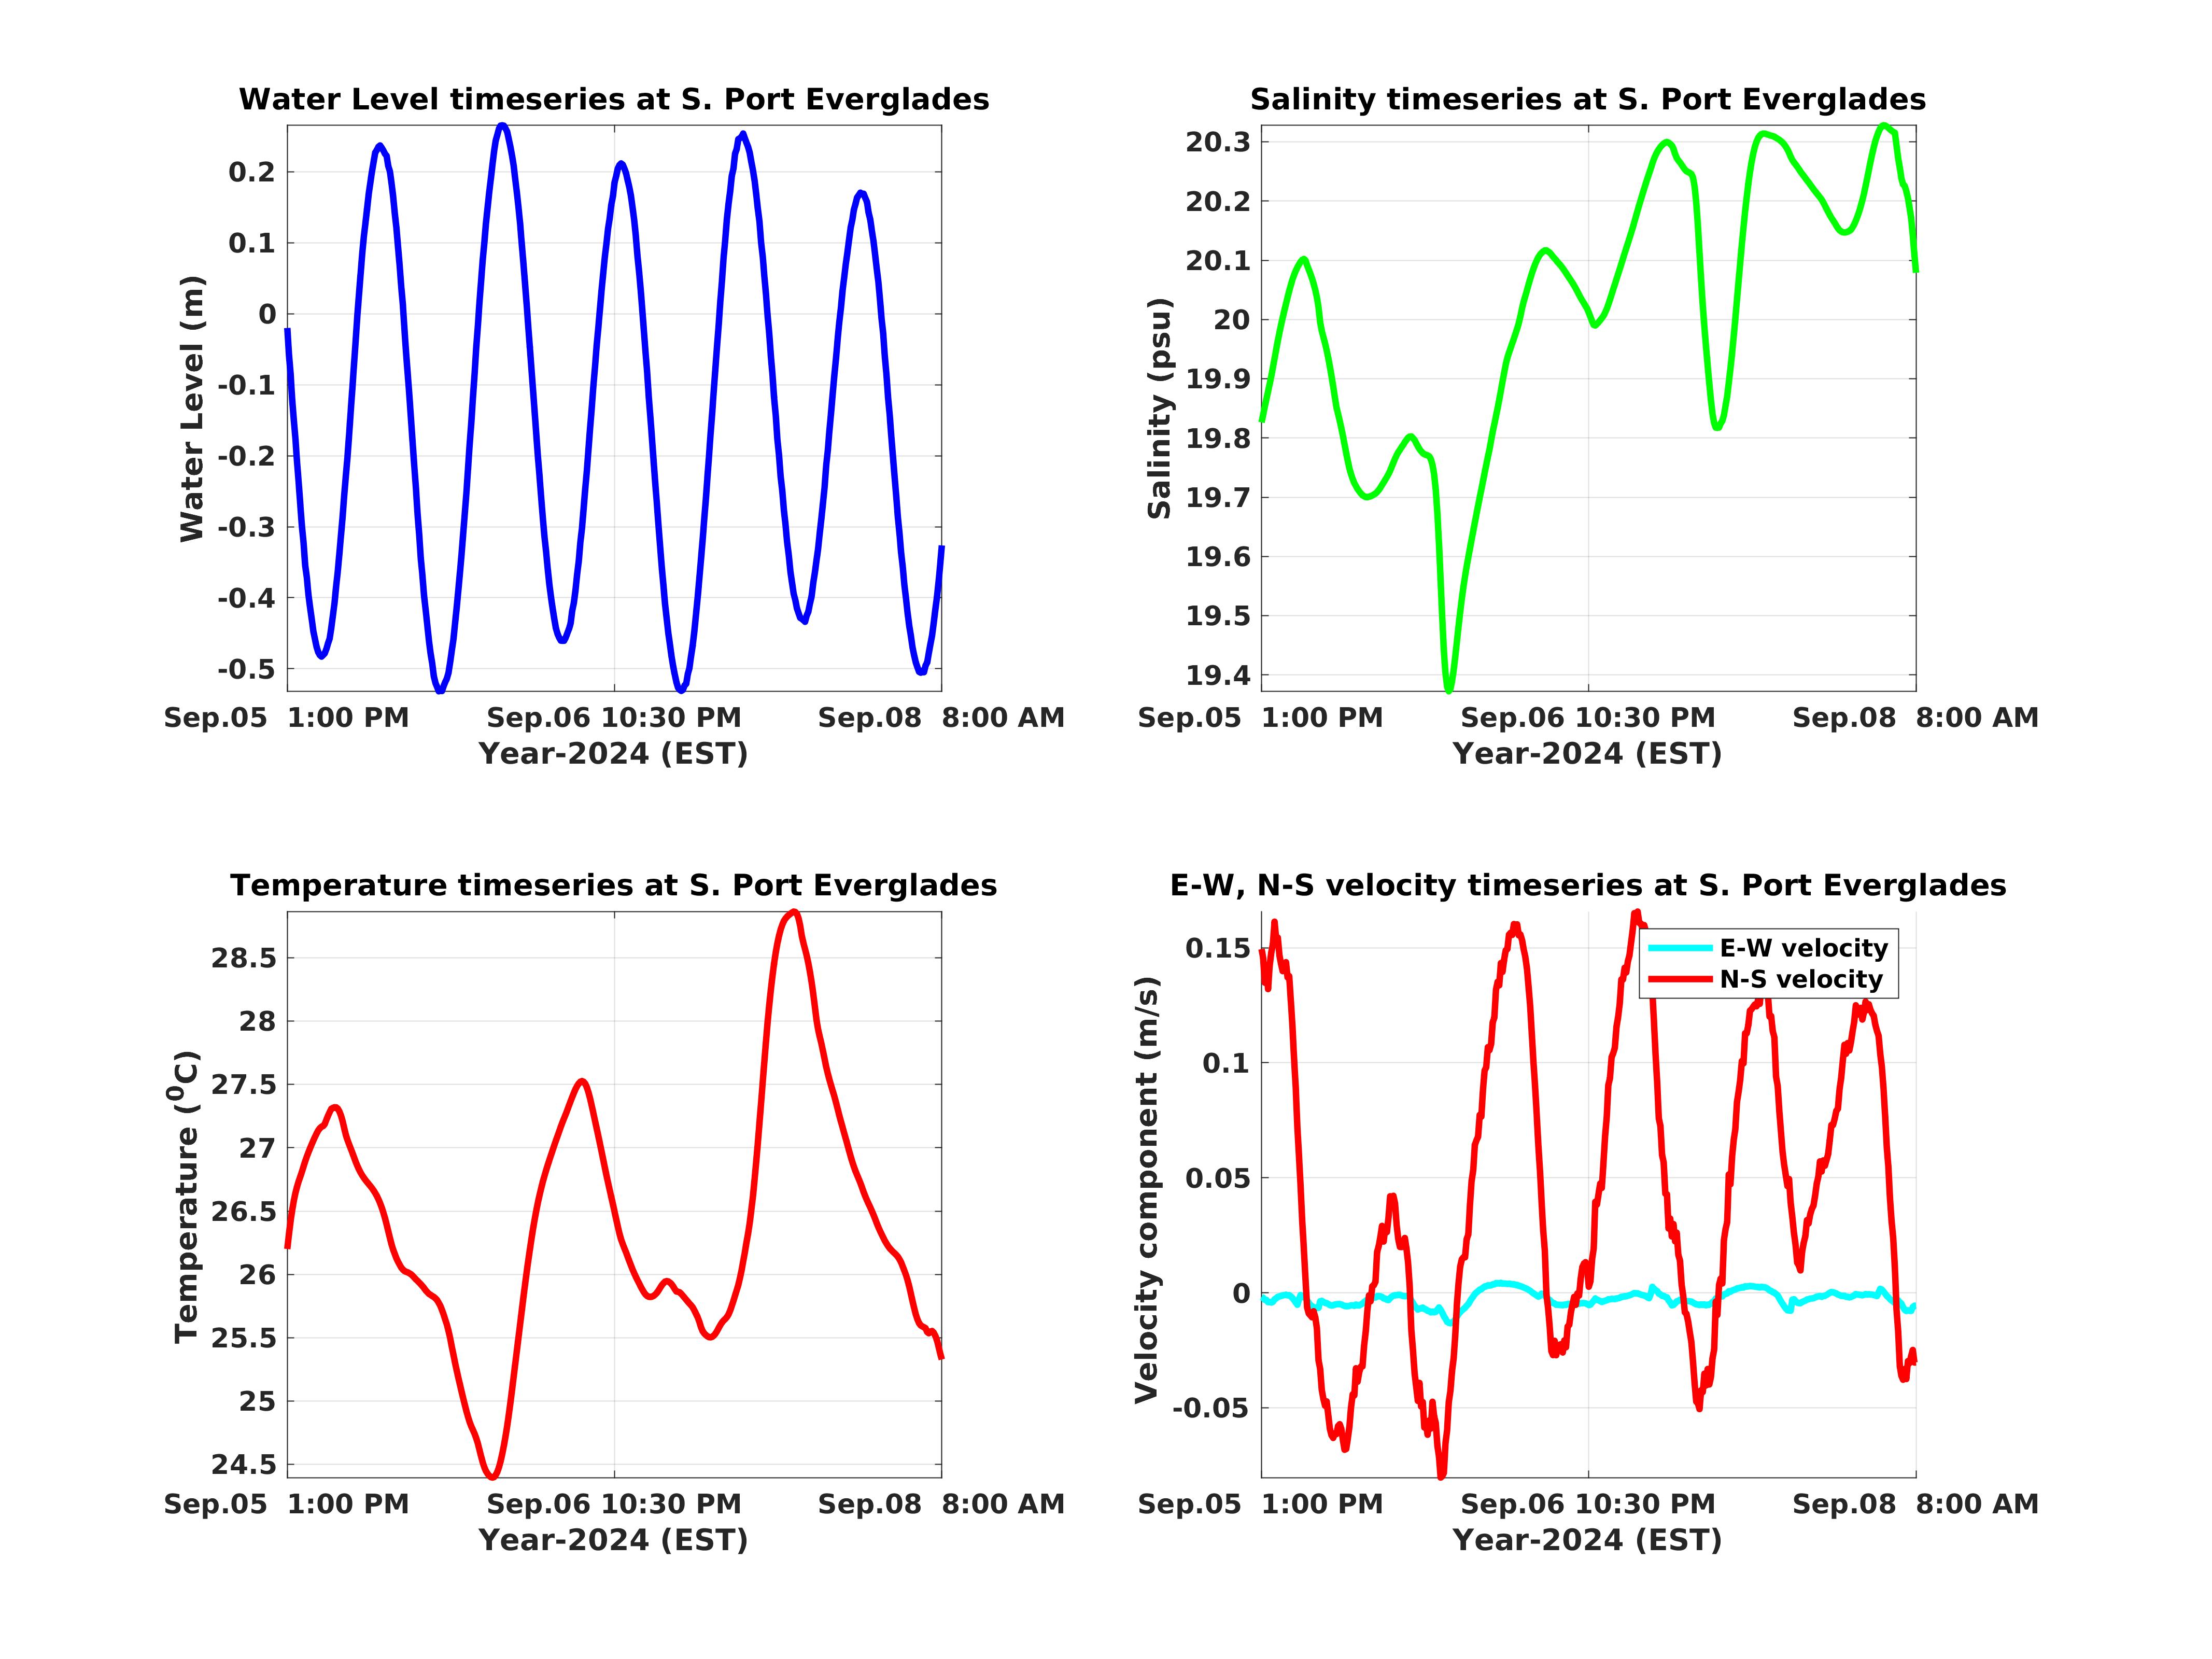 Water Level timeseries at S. Port Everglades
Water Level (m)
0.2
0.1
0
-0.1
-0.2
-0.3
-0.4
-0.5
Sep.05 1:00 PM
Sep.06 10:30 PM
Sep.08 8:00 AM
Year-2024 (EST)
Salinity timeseries at S. Port Everglades
Salinity (psu)
20.3
20.2
20.1
20
19.9
19.8
19.7
19.6
19.5
19.4
Sep.05 1:00 PM
Sep.06 10:30 PM
Sep.08 8:00 AM
Year-2024 (EST)
Temperature timeseries at S. Port Everglades
Temperature (⁰C)
28.5
28
27.5
27
26.5
26
25.5
25
24.5
Sep.05 1:00 PM
Sep.06 10:30 PM
Sep.08 8:00 AM
Year-2024 (EST)
E-W, N-S velocity timeseries at S. Port Everglades
Velocity component (m/s)
0.15
0.1
0.05
0
-0.05
E-W velocity
N-S velocity
Sep.05 1:00 PM
Sep.06 10:30 PM
Sep.08 8:00 AM
Year-2024 (EST)